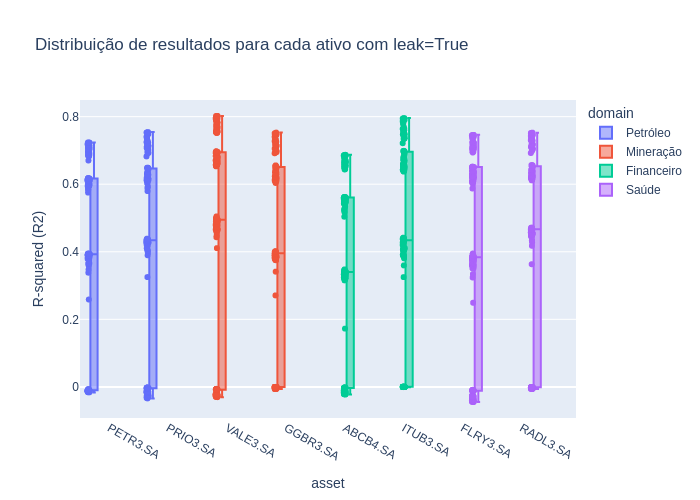 Distribuição de resultados para cada ativo com leak=True
domain
Petróleo
Mineração
Financeiro
Saúde
R-squared (R2)
0.8
0.6
0.4
0.2
0
PETR3.SA
PRIO3.SA
VALE3.SA
GGBR3.SA
ABCB4.SA
ITUB3.SA
FLRY3.SA
RADL3.SA
asset